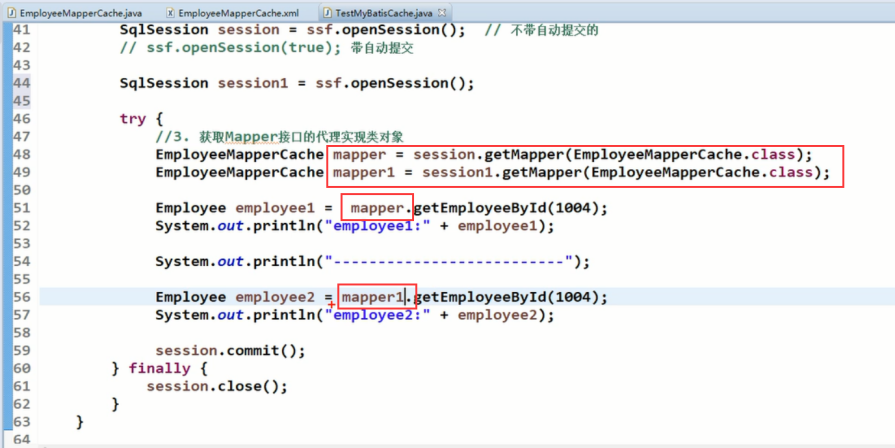 EmployeeMapperCache.java EmployeeMapperCache.xml TestMyBatisCache.java
41 SqlSession session = ssf.openSession(); // 不带自动提交的
42 // ssf.openSession(true); 带自动提交
43
44 SqlSession session1 = ssf.openSession();
45
46 try {
47 //3. 获取Mapper接口的代理实现类对象
48 EmployeeMapperCache mapper = session.getMapper(EmployeeMapperCache.class);
49 EmployeeMapperCache mapper1 = session1.getMapper(EmployeeMapperCache.class);
50
51 Employee employee1 = mapper.getEmployeeById(1004);
52 System.out.println("employee1:" + employee1);
53
54 System.out.println("--------------------------");
55
56 Employee employee2 = mapper1.getEmployeeById(1004);
57 System.out.println("employee2:" + employee2);
58
59 session.commit();
60 } finally {
61 session.close();
62 }
63 }
64